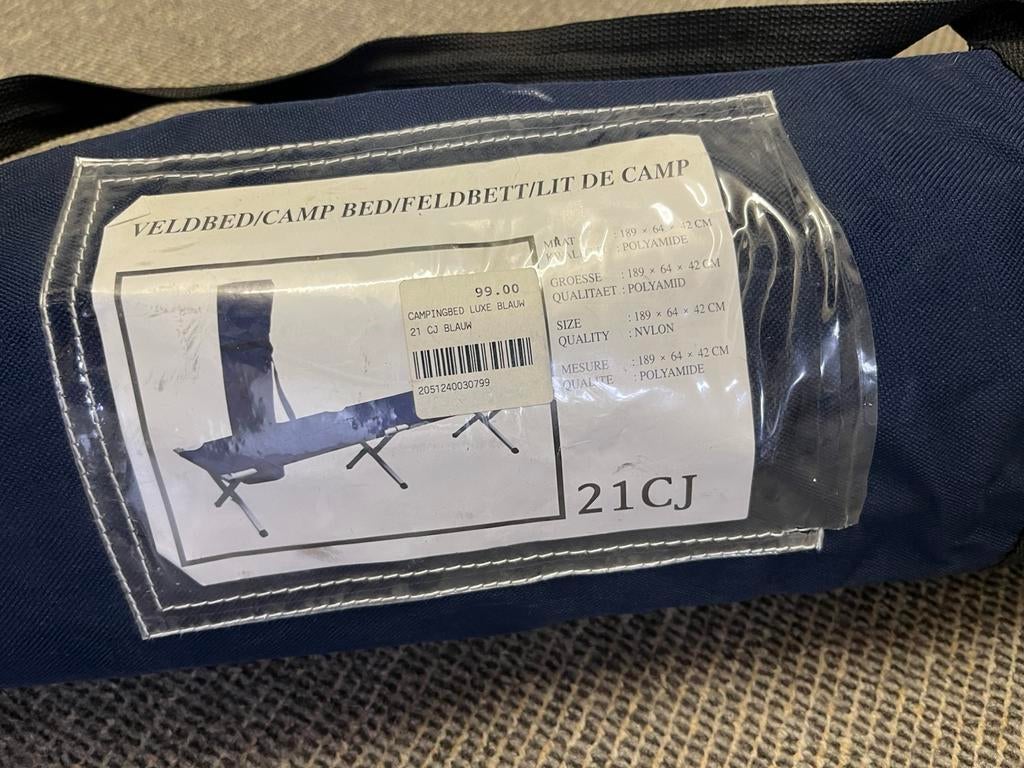 VELDBED/CAMP BED/FELDBETT/LIT DE CAMP
MAAT : 189 × 64 × 42 CM
: POLYAMIDE
GROESSE : 189 × 64 × 42 CM
QUALITAET : POLYAMID
SIZE : 189 × 64 × 42 CM
QUALITY : NVLON
MESURE : 189 × 64 × 42 CM
QUALITE : POLYAMIDE
99.00
CAMPINGBED LUXE BLAUW
21 CJ BLAUW
2051240030799
21CJ